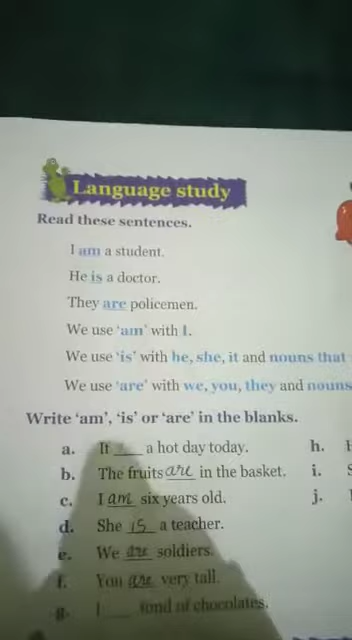 Language study
Read these sentences.
I am a student.
He is a doctor.
They are policemen.
We use 'am' with I.
We use 'is' with he, she, it and nouns that
We use 'are' with we, you, they and nouns
Write 'am', 'is' or 'are' in the blanks.
a. It ___ a hot day today. h.
b. The fruits are in the basket. i. S
c. I am six years old. j.
d. She is a teacher.
e. We are soldiers.
f. You are very tall.
g. I ___ fond of chocolates.